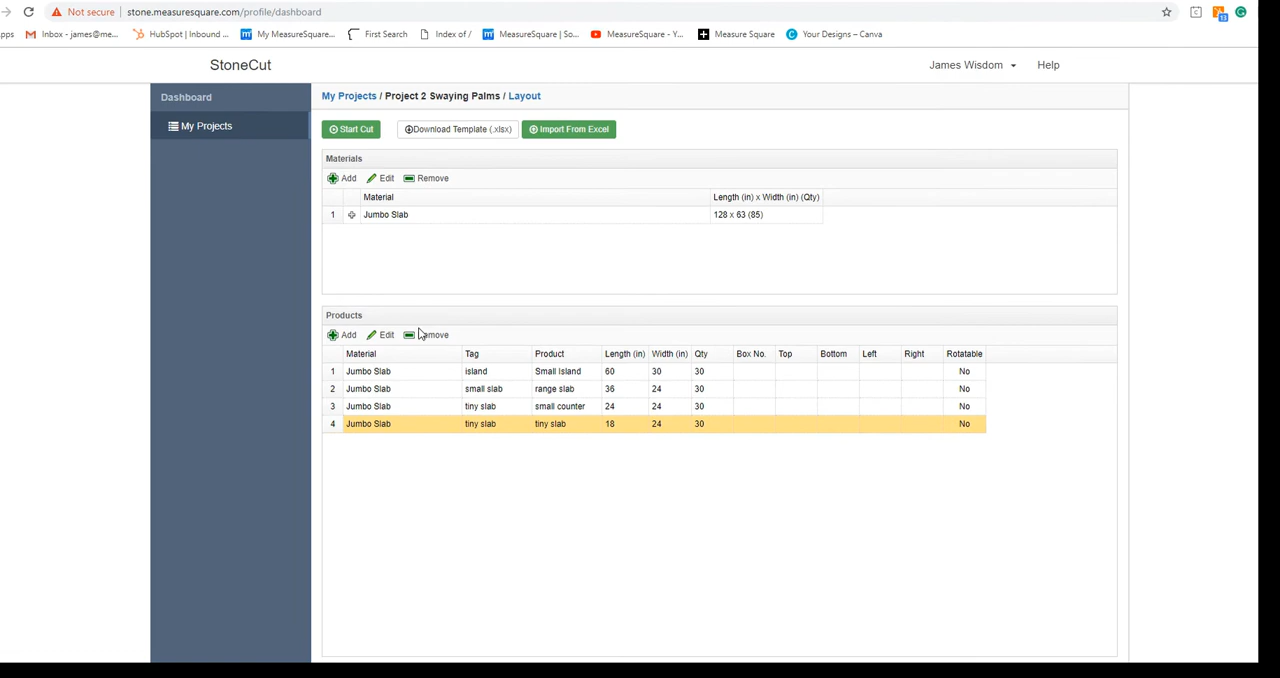 Not secure stone.measuresquare.com/profile/dashboard 13
pps Inbox - james@me... HubSpot | Inbound ... My MeasureSquare... First Search Index of / MeasureSquare | So... MeasureSquare - Y... Measure Square Your Designes – Canva
StoneCut James Wisdom Help
Dashboard My Projects / Project 2 Swaying Palms / Layout
My Projects Start Cut Download Template (.xlsx) Import From Excel
Materials
Add Edit Remove
Material Length (in) x Width (in) (Qty)
1 Jumbo Slab 128 x 63 (85)
Products
Add Edit Remove
Material Tag Product Length (in) Width (in) Qty Box No. Top Bottom Left Right Rotatable
1 Jumbo Slab island Small Island 60 30 30 No
2 Jumbo Slab small slab range slab 36 24 30 No
3 Jumbo Slab tiny slab small counter 24 24 30 No
4 Jumbo Slab tiny slab tiny slab 18 24 30 No